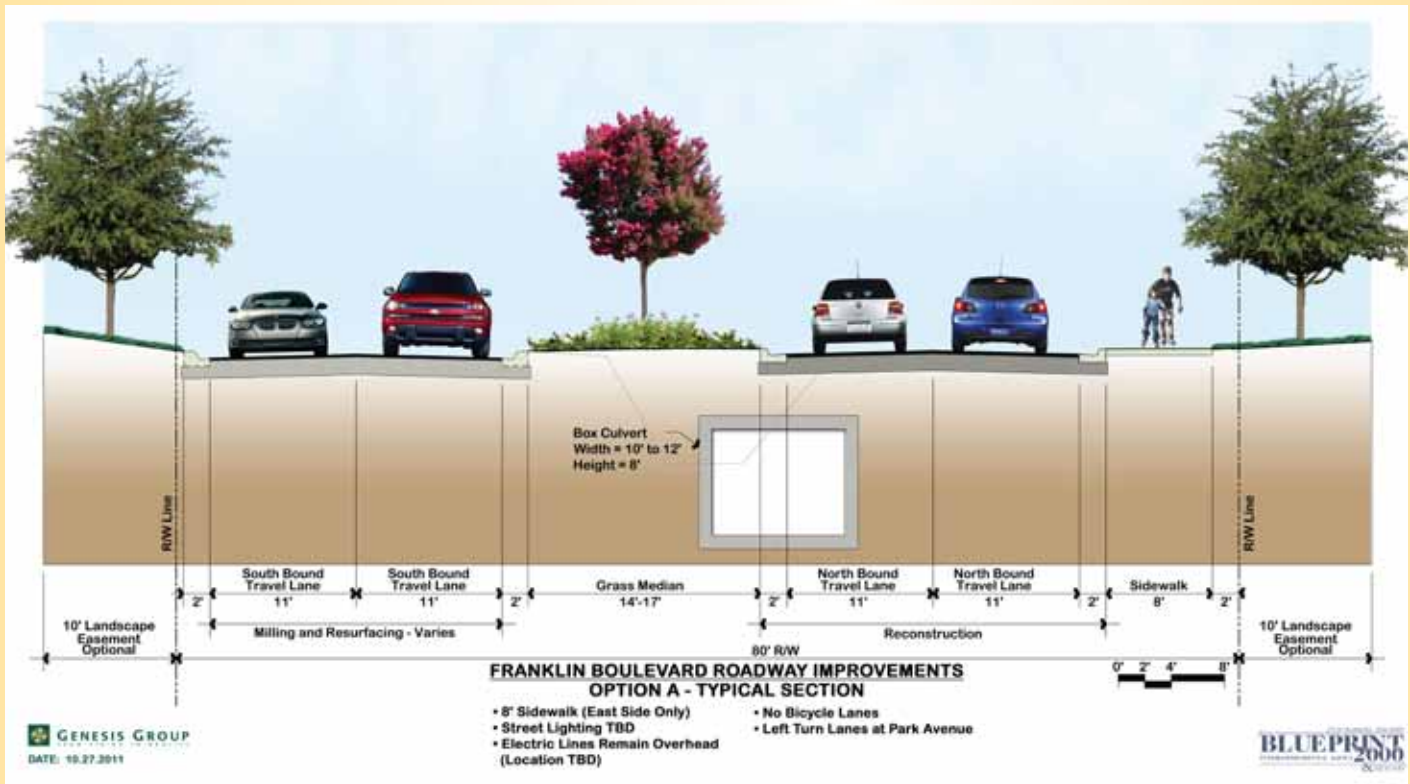 Box Culvert
Width = 10' to 12'
Height = 8'
R/W Line
R/W Line
South Bound
Travel Lane
South Bound
Travel Lane
Grass Median
North Bound
Travel Lane
North Bound
Travel Lane
Sidewalk
2' 11' 11' 2' 14'-17' 2' 11' 11' 2' 8' 2'
10' Landscape
Easement
Optional
Milling and Resurfacing - Varies
Reconstruction
10' Landscape
Easement
Optional
80' R/W
FRANKLIN BOULEVARD ROADWAY IMPROVEMENTS
OPTION A - TYPICAL SECTION
0' 2' 4' 8'
• 8' Sidewalk (East Side Only)
• Street Lighting TBD
• Electric Lines Remain Overhead
(Location TBD)
• No Bicycle Lanes
• Left Turn Lanes at Park Avenue
GENESIS GROUP
DATE: 10.27.2011
BLUEPRINT
2000